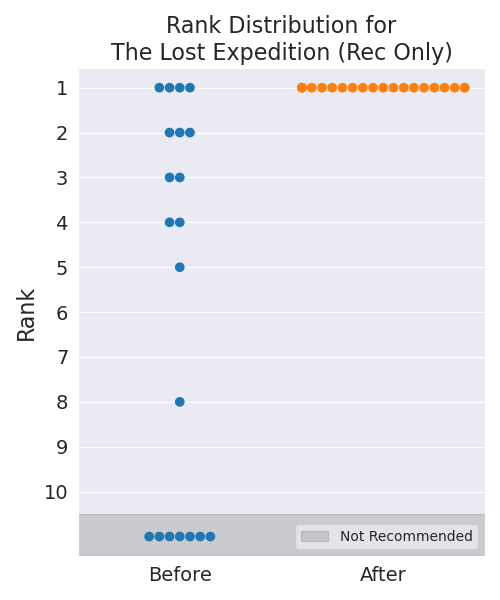 Rank Distribution for
The Lost Expedition (Rec Only)
Rank
1
2
3
4
5
6
7
8
9
10
Not Recommended
Before
After